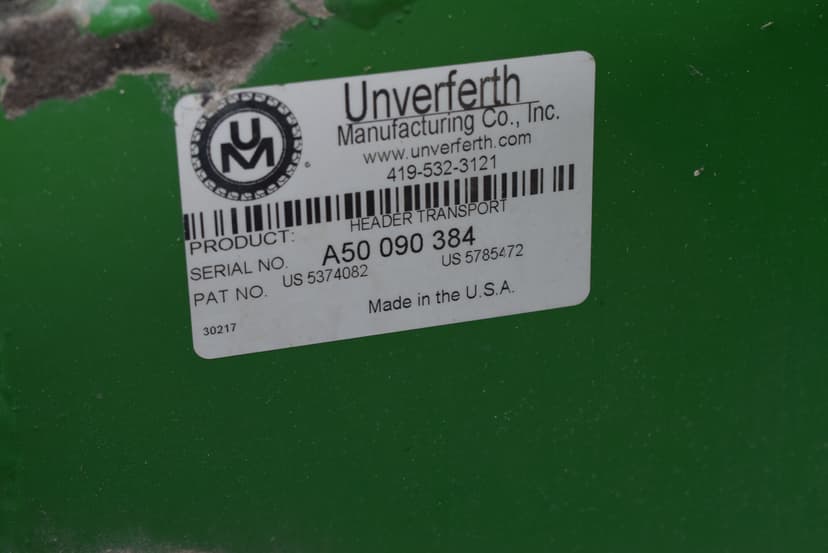 UM
Unverferth
Manufacturing Co., Inc.
www.unverferth.com
419-532-3121
PRODUCT: HEADER TRANSPORT
SERIAL NO. A50 090 384
PAT NO. US 5374082 US 5785472
Made in the U.S.A.
30217